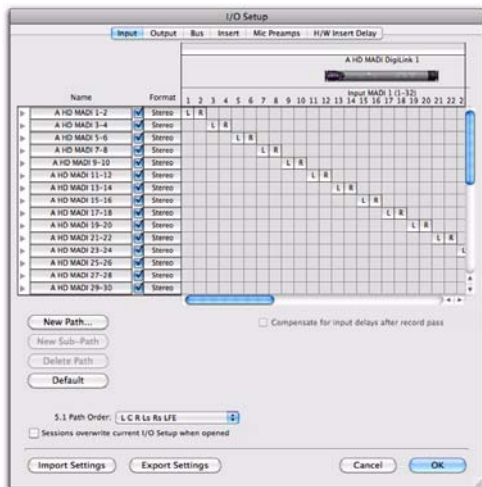 I/O Setup
Input Output Bus Insert Mic Preamps H/W Insert Delay
A HD MADI DigiLink 1
Input MADI 1 (1-32)
Name Format 1 2 3 4 5 6 7 8 9 10 11 12 13 14 15 16 17 18 19 20 21 22 2
A HD MADI 1-2 Stereo L R
A HD MADI 3-4 Stereo L R
A HD MADI 5-6 Stereo L R
A HD MADI 7-8 Stereo L R
A HD MADI 9-10 Stereo L R
A HD MADI 11-12 Stereo L R
A HD MADI 13-14 Stereo L R
A HD MADI 15-16 Stereo L R
A HD MADI 17-18 Stereo L R
A HD MADI 19-20 Stereo L R
A HD MADI 21-22 Stereo L R
A HD MADI 23-24 Stereo L
A HD MADI 25-26 Stereo
A HD MADI 27-28 Stereo
A HD MADI 29-30 Stereo
New Path... Compensate for input delays after record pass
New Sub-Path
Delete Path
Default
5.1 Path Order: L C R Ls Rs LFE
Sessions overwrite current I/O Setup when opened
Import Settings Export Settings Cancel OK